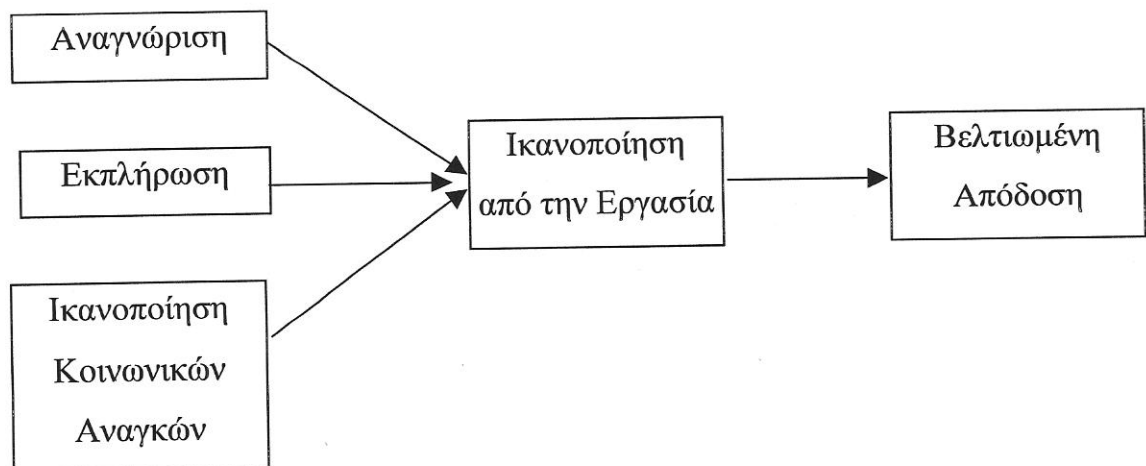 Αναγνώριση
Εκπλήρωση
Ικανοποίηση
Κοινωνικών
Αναγκών
Ικανοποίηση
από την Εργασία
Βελτιωμένη
Απόδοση